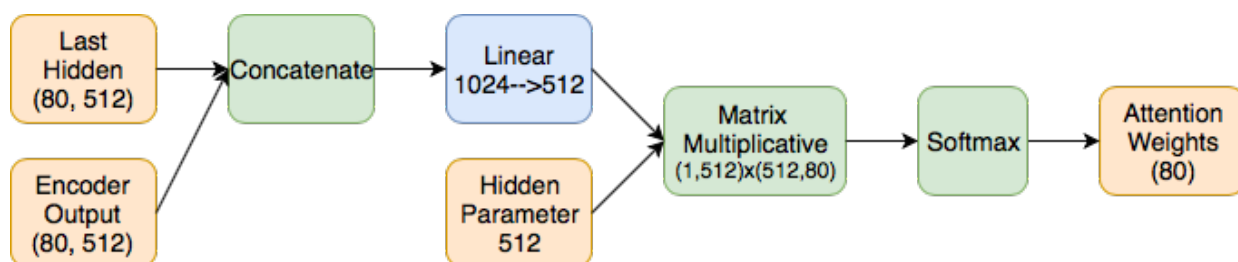 Last
Hidden
(80, 512)
Concatenate
Linear
1024-->512
Encoder
Output
(80, 512)
Hidden
Parameter
512
Matrix
Multiplicative
(1,512)x(512,80)
Softmax
Attention
Weights
(80)